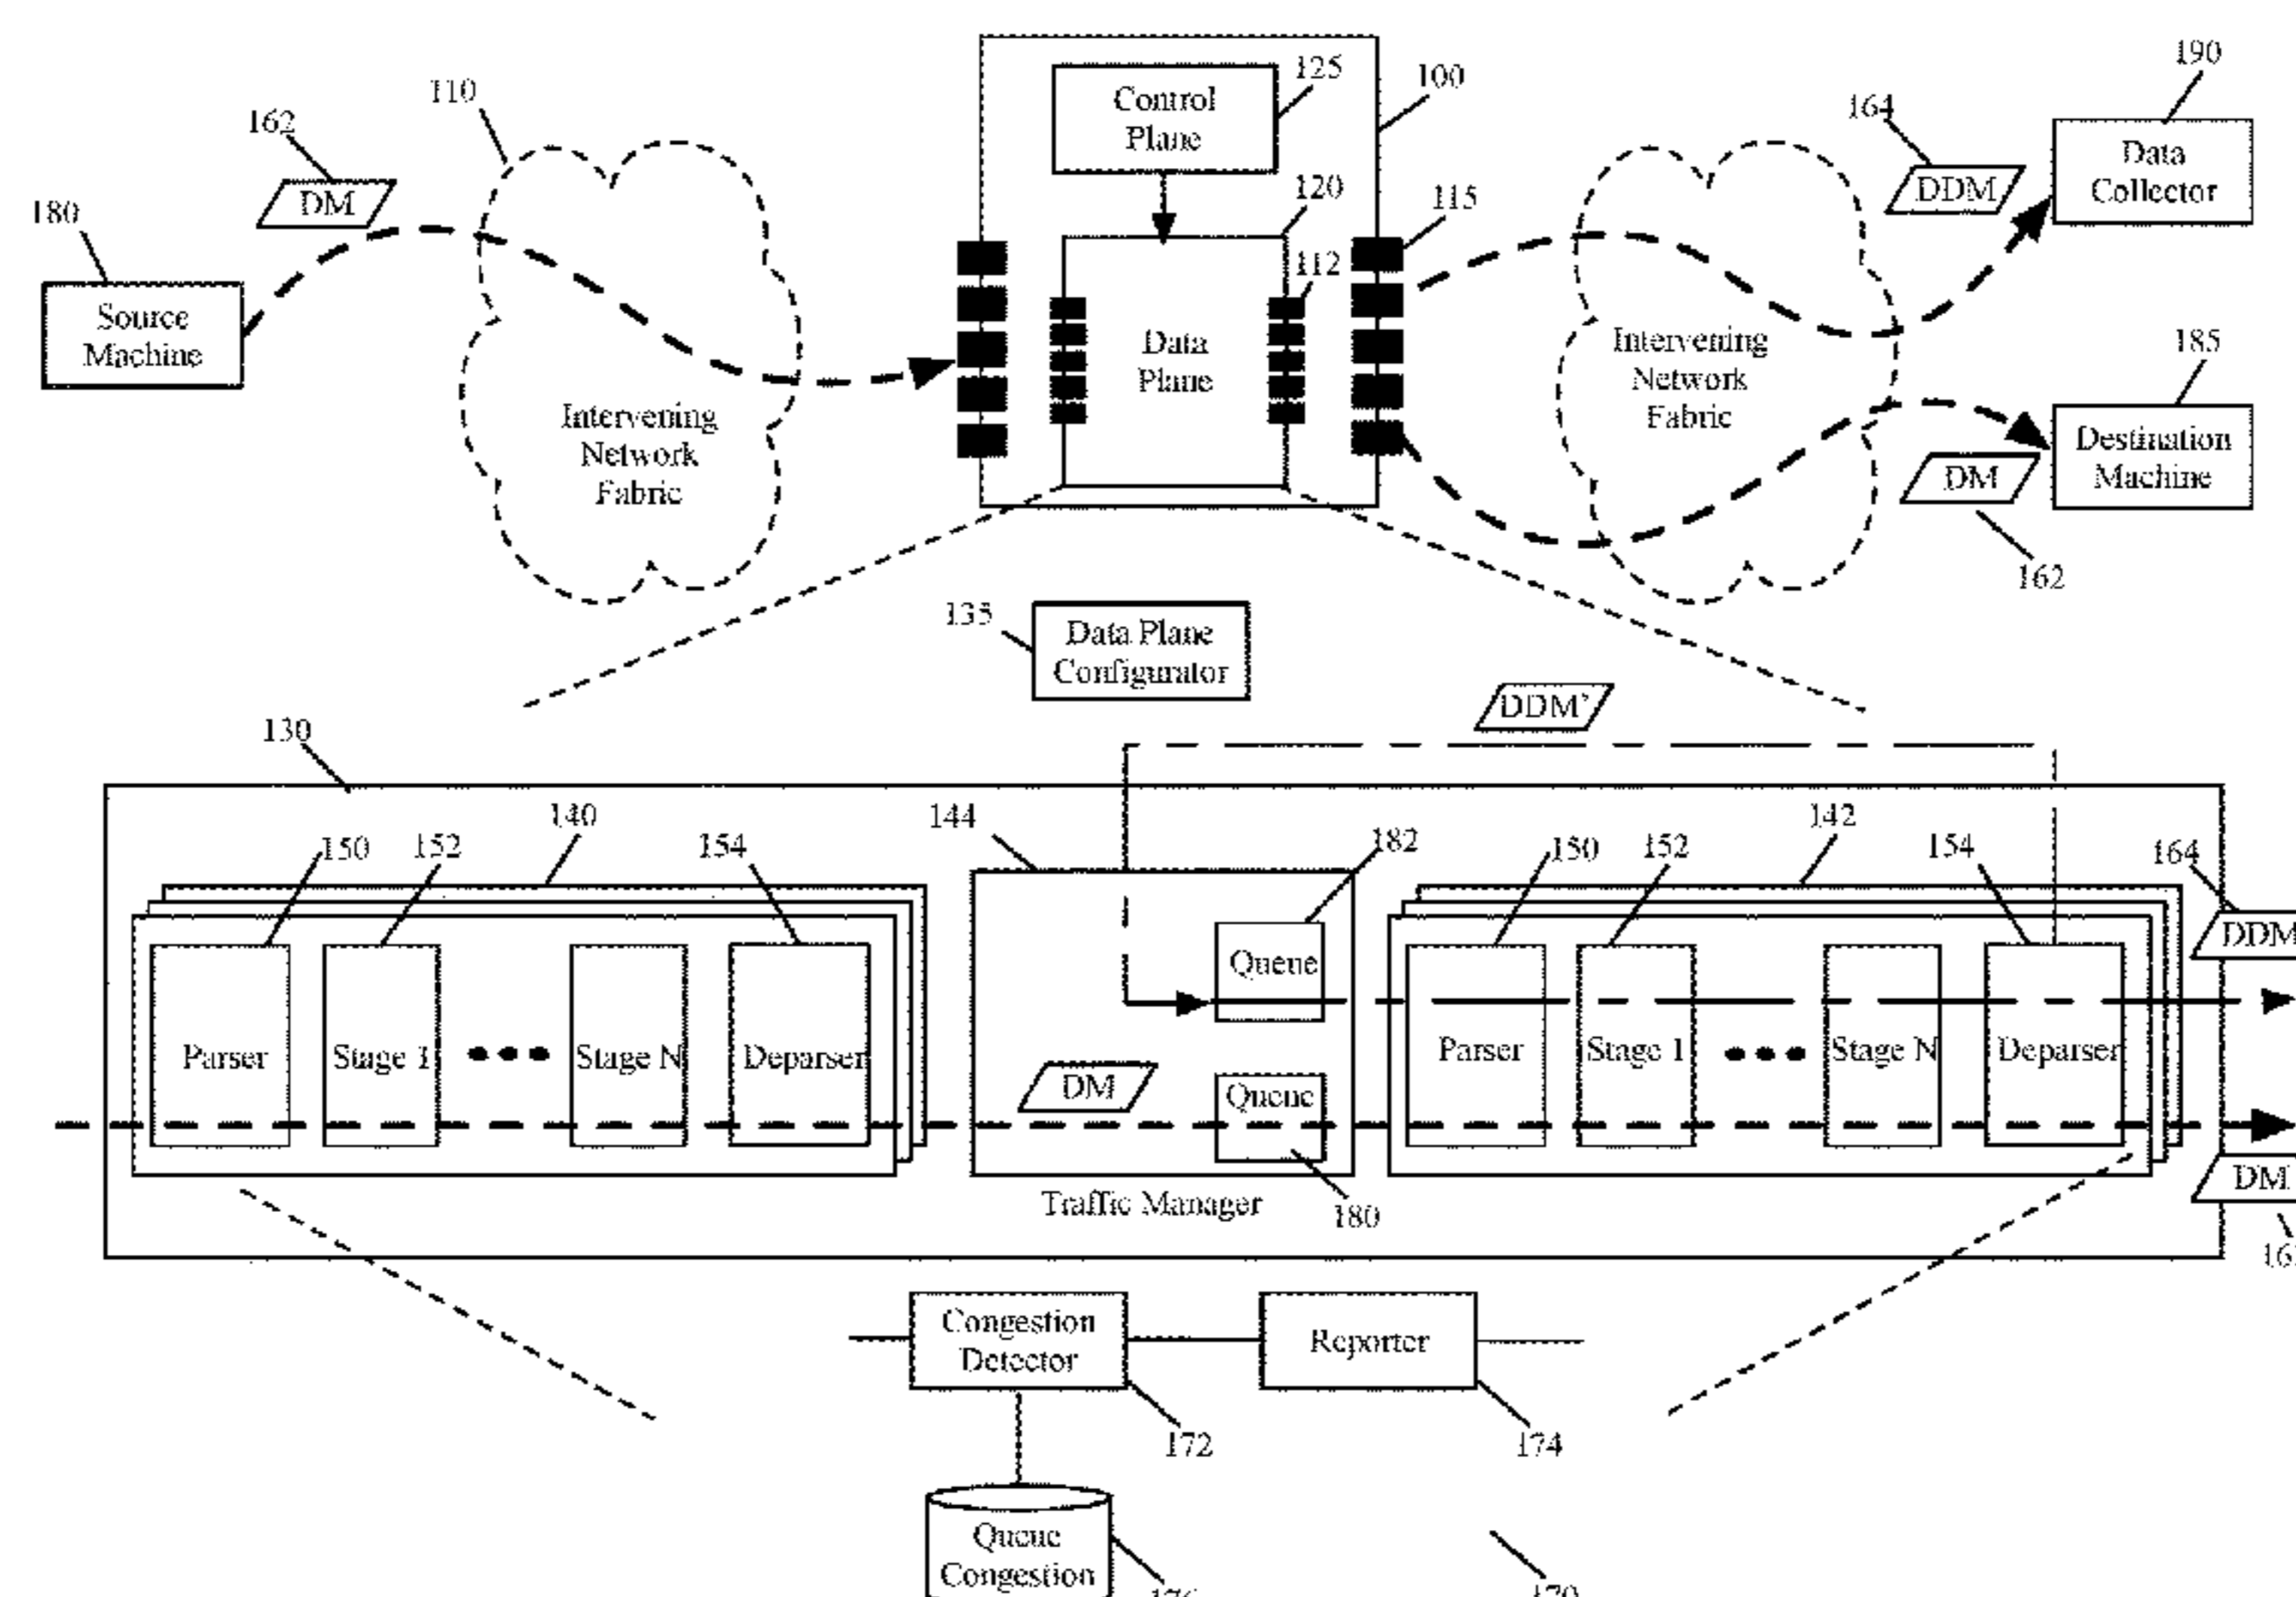 190
125
100
110
Control
Plane
164
162
Data
Collector
DDM
120
115
DM
180
112
Source
Machine
Data
Plane
Intervening
Network
Fabric
185
Intervening
Network
Fabric
Destination
Machine
DM
162
135
Data Plane
Configurator
DDM'
130
140
144
142
150
152
154
182
150
152
154
164
DDM
Queue
Parser
Stage 1
Stage N
Deparser
Parser
Stage 1
Stage N
Deparser
DM
Queue
DM
Traffic Manager
180
Congestion
Detector
Reporter
172
174
Queue
Congestion